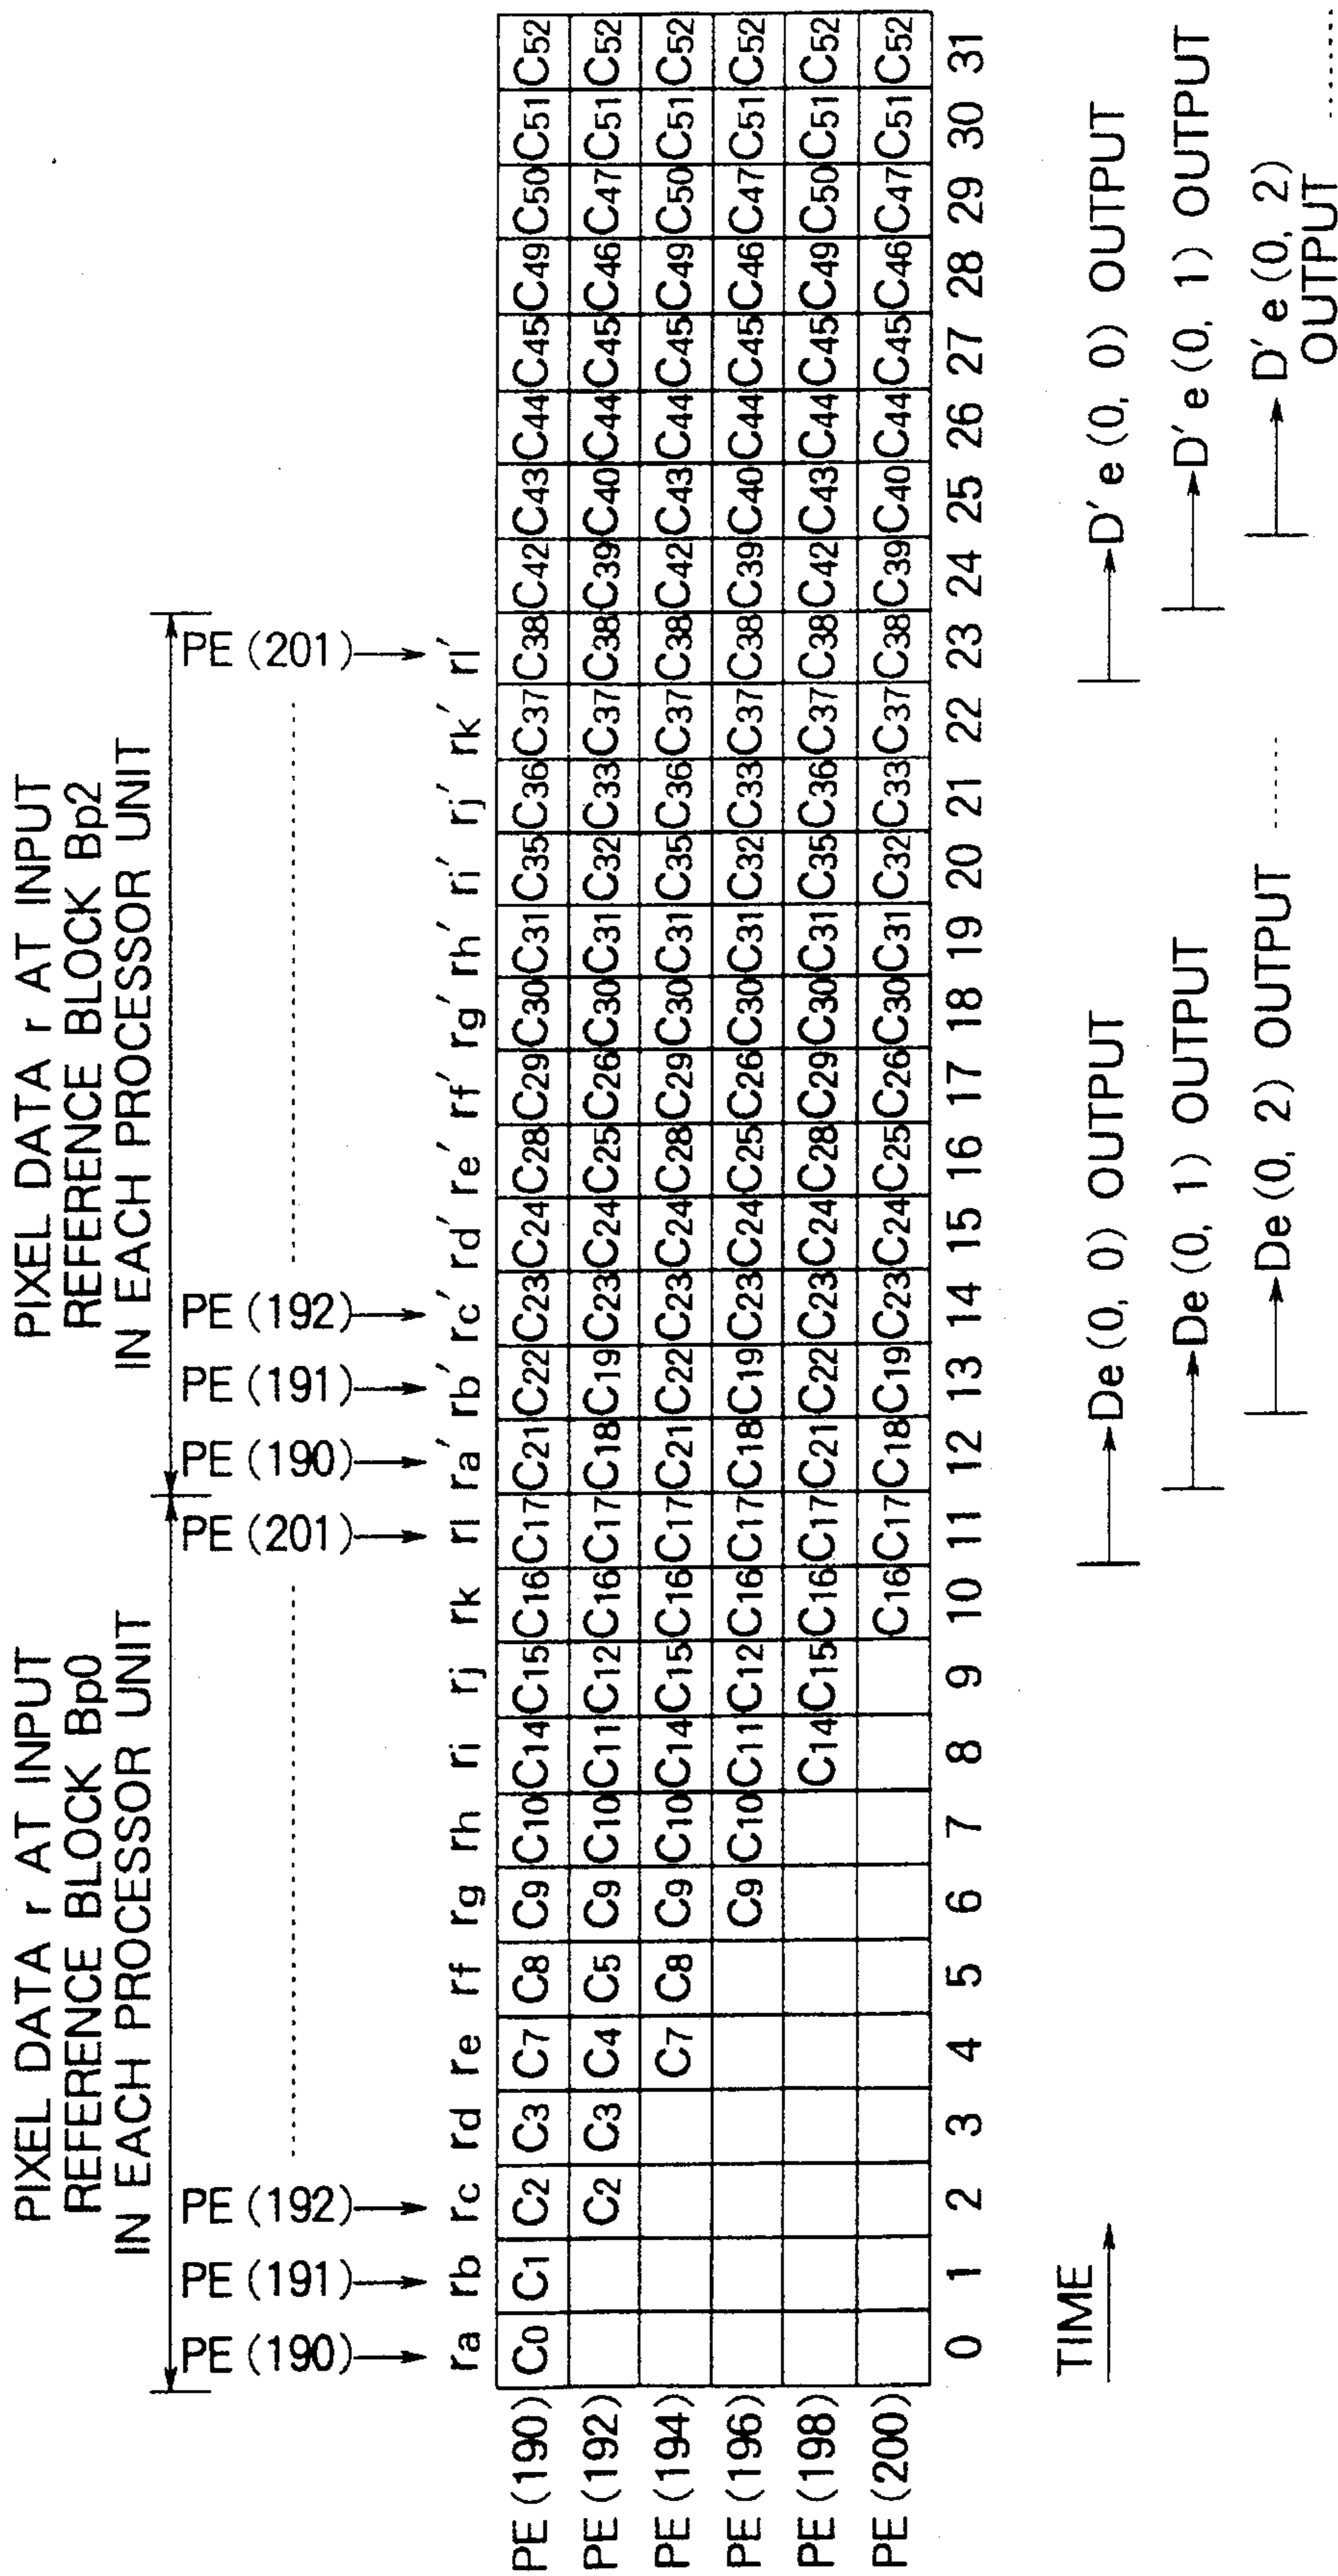 PIXEL DATA r AT INPUT
REFERENCE BLOCK Bp0
IN EACH PROCESSOR UNIT
PIXEL DATA r AT INPUT
REFERENCE BLOCK Bp2
IN EACH PROCESSOR UNIT
PE (190) PE (191) PE (192) PE (201) PE (190) PE (191) PE (192) PE (201)
ra rb rc rd re rf rg rh ri rj rk rl ra' rb' rc' rd' re' rf' rg' rh' ri' rj' rk' rl'
PE (190) C0 C1 C2 C3 C7 C8 C9 C10 C14 C15 C16 C17 C21 C22 C23 C24 C28 C29 C30 C31 C35 C36 C37 C38 C42 C43 C44 C45 C49 C50 C51 C52
PE (192) C2 C3 C4 C5 C9 C10 C11 C12 C16 C17 C18 C19 C23 C24 C25 C26 C30 C31 C32 C33 C37 C38 C39 C40 C44 C45 C46 C47 C51 C52
PE (194) C7 C8 C9 C10 C14 C15 C16 C17 C21 C22 C23 C24 C28 C29 C30 C31 C35 C36 C37 C38 C42 C43 C44 C45 C49 C50 C51 C52
PE (196) C9 C10 C11 C12 C16 C17 C18 C19 C23 C24 C25 C26 C30 C31 C32 C33 C37 C38 C39 C40 C44 C45 C46 C47 C51 C52
PE (198) C14 C15 C16 C17 C21 C22 C23 C24 C28 C29 C30 C31 C35 C36 C37 C38 C42 C43 C44 C45 C49 C50 C51 C52
PE (200) C16 C17 C18 C19 C23 C24 C25 C26 C30 C31 C32 C33 C37 C38 C39 C40 C44 C45 C46 C47 C51 C52
0 1 2 3 4 5 6 7 8 9 10 11 12 13 14 15 16 17 18 19 20 21 22 23 24 25 26 27 28 29 30 31
TIME
De (0, 0) OUTPUT
De (0, 1) OUTPUT
De (0, 2) OUTPUT
D'e (0, 0) OUTPUT
D'e (0, 1) OUTPUT
D'e (0, 2)
OUTPUT